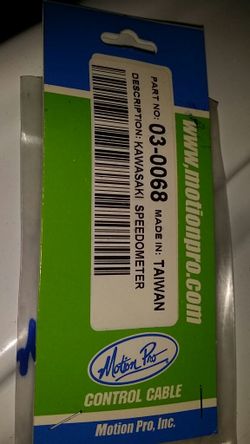 PART NO: 03-0068 MADE IN: TAIWAN
DESCRIPTION: KAWASAKI SPEEDOMETER
www.motionpro.com
Motion Pro
CONTROL CABLE
Motion Pro, Inc.